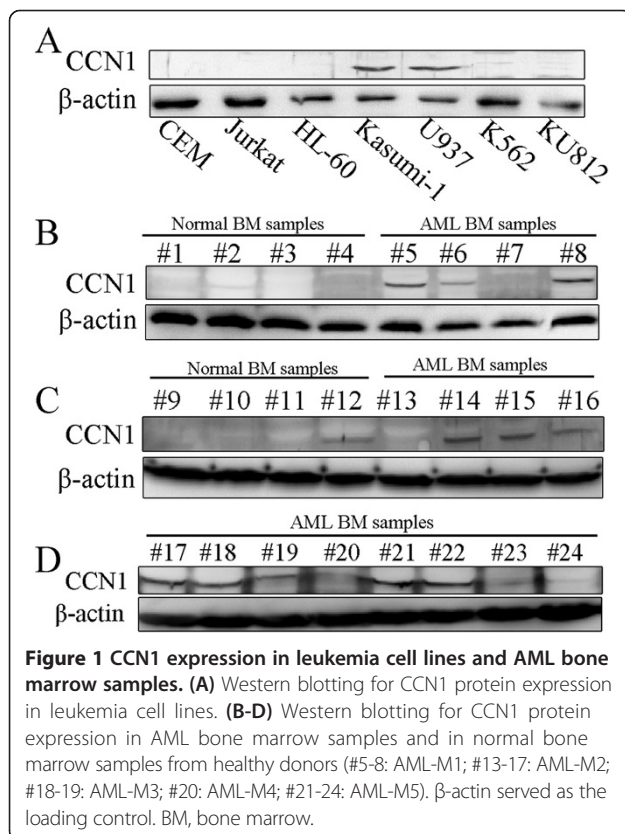 A
CCN1
β-actin
CEM Jurkat HL-60 Kasumi-1 U937 K562 KU812
Normal BM samples AML BM samples
B #1 #2 #3 #4 #5 #6 #7 #8
CCN1
β-actin
Normal BM samples AML BM samples
C #9 #10 #11 #12 #13 #14 #15 #16
CCN1
β-actin
AML BM samples
D #17 #18 #19 #20 #21 #22 #23 #24
CCN1
β-actin
Figure 1 CCN1 expression in leukemia cell lines and AML bone
marrow samples. (A) Western blotting for CCN1 protein expression
in leukemia cell lines. (B-D) Western blotting for CCN1 protein
expression in AML bone marrow samples and in normal bone
marrow samples from healthy donors (#5-8: AML-M1; #13-17: AML-M2;
#18-19: AML-M3; #20: AML-M4; #21-24: AML-M5). β-actin served as the
loading control. BM, bone marrow.